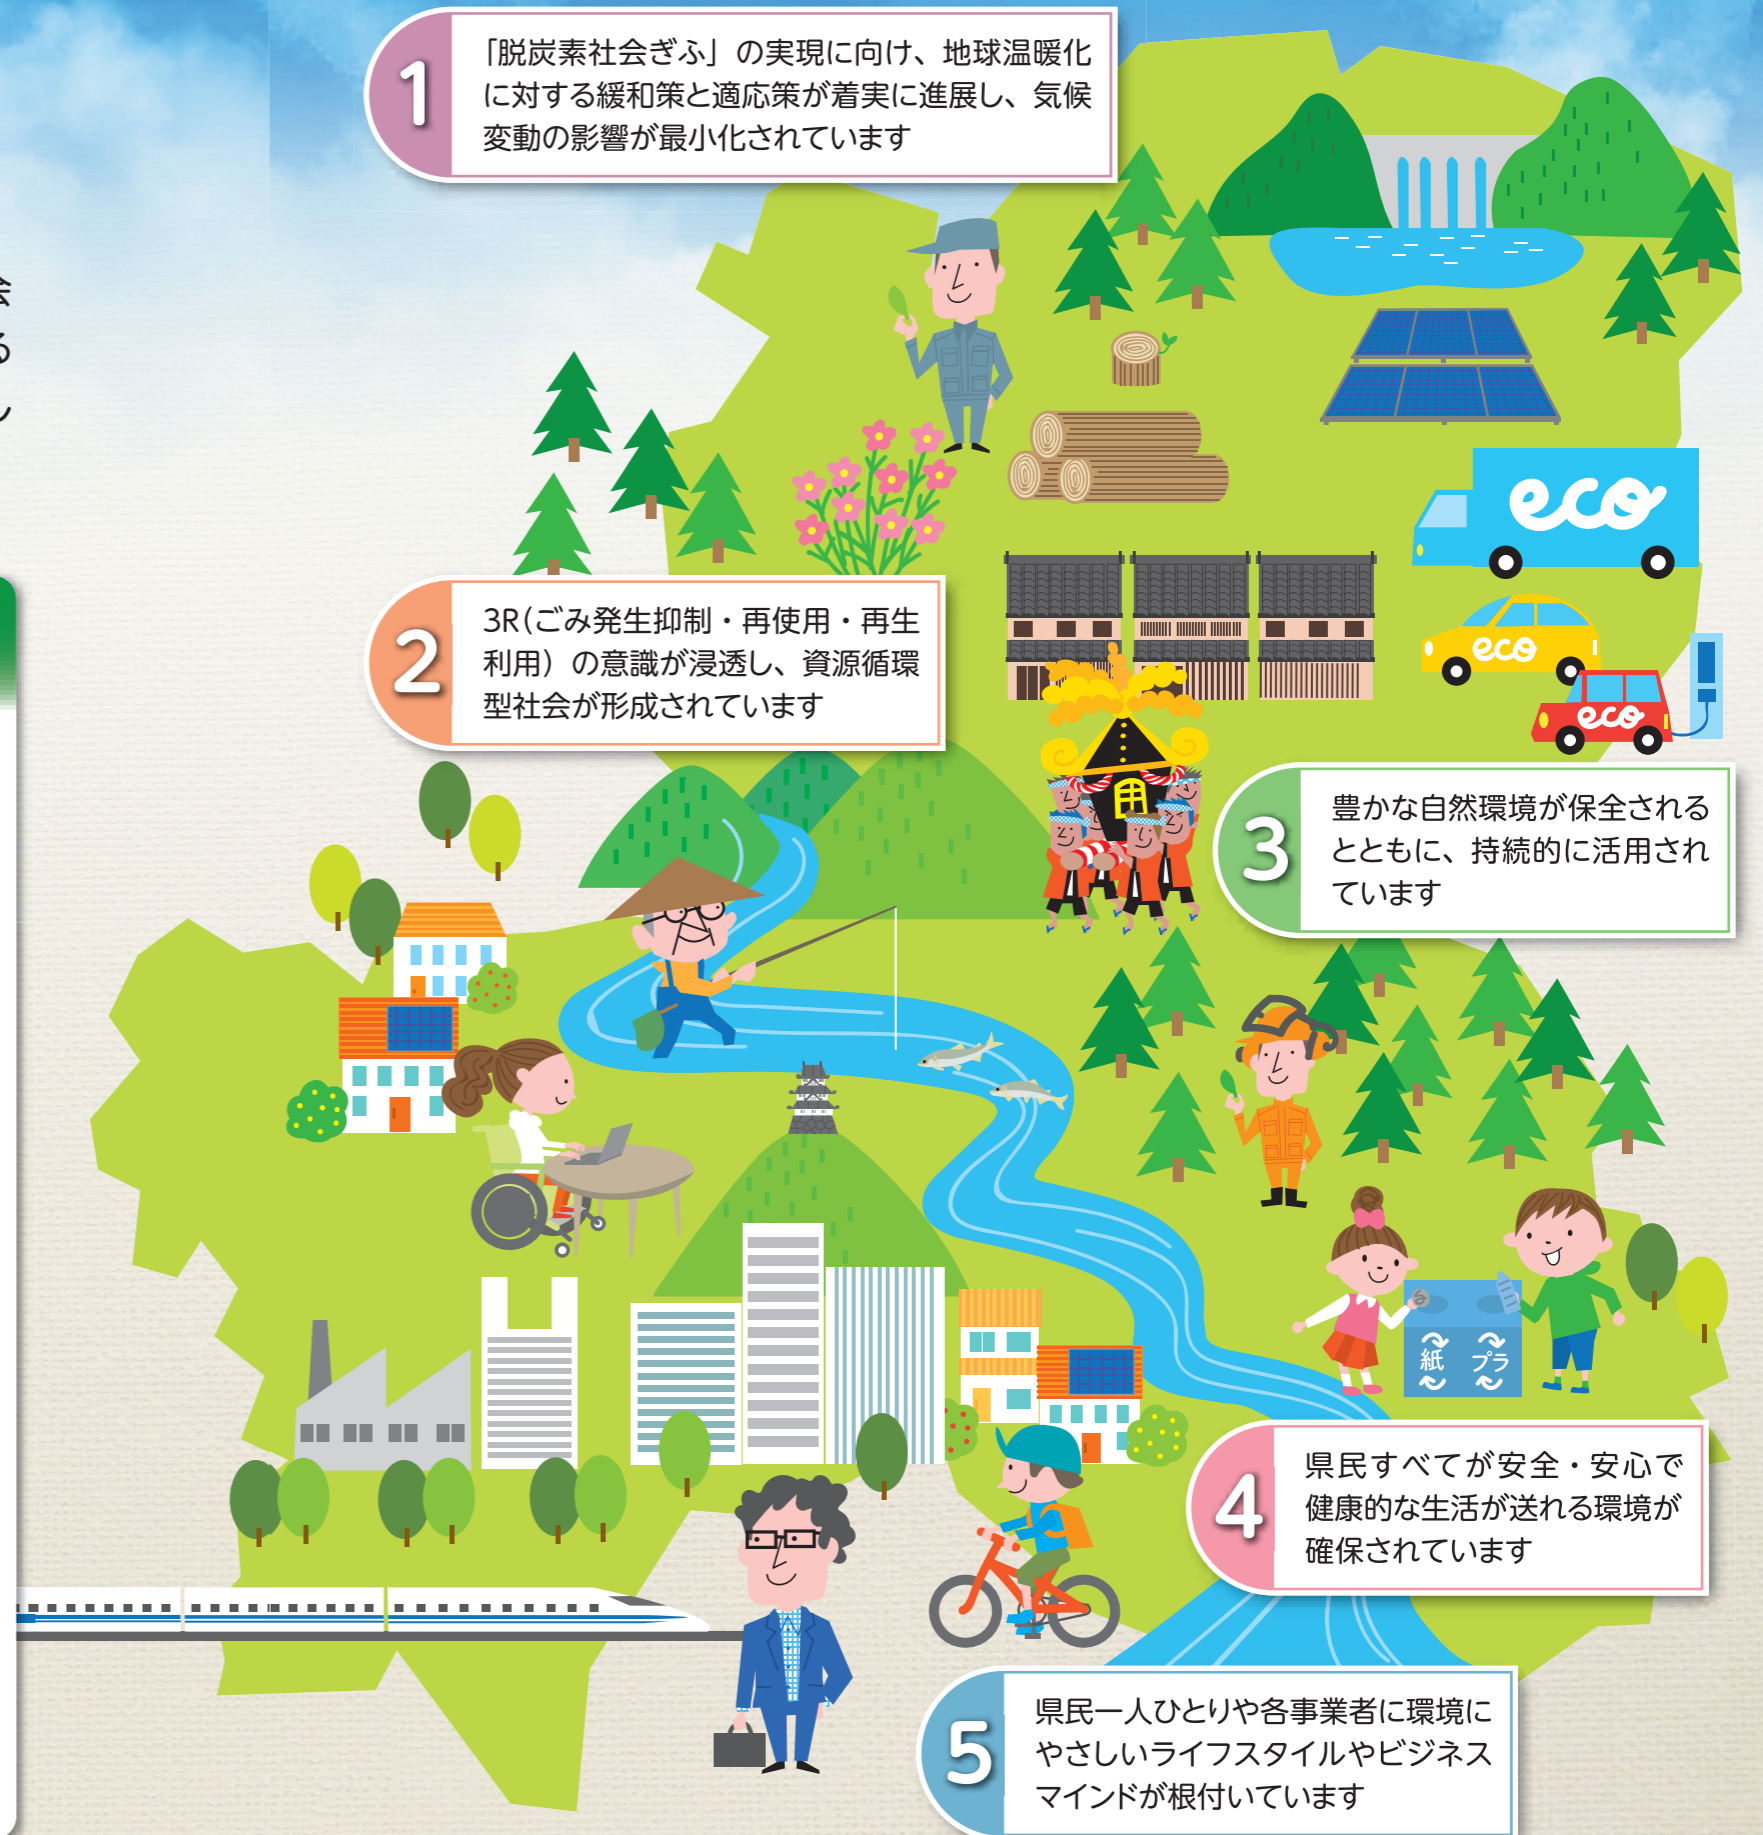 1
「脱炭素社会ぎふ」の実現に向け、地球温暖化
に対する緩和策と適応策が着実に進展し、気候
変動の影響が最小化されています
る
し
eco
2
3R(ごみ発生抑制・再使用・再生
利用)の意識が浸透し、資源循環
型社会が形成されています
eco
eco
3
豊かな自然環境が保全される
とともに、持続的に活用され
ています
紙 プラ
4
県民すべてが安全・安心で
健康的な生活が送れる環境が
確保されています
5
県民一人ひとりや各事業者に環境に
やさしいライフスタイルやビジネス
マインドが根付いています